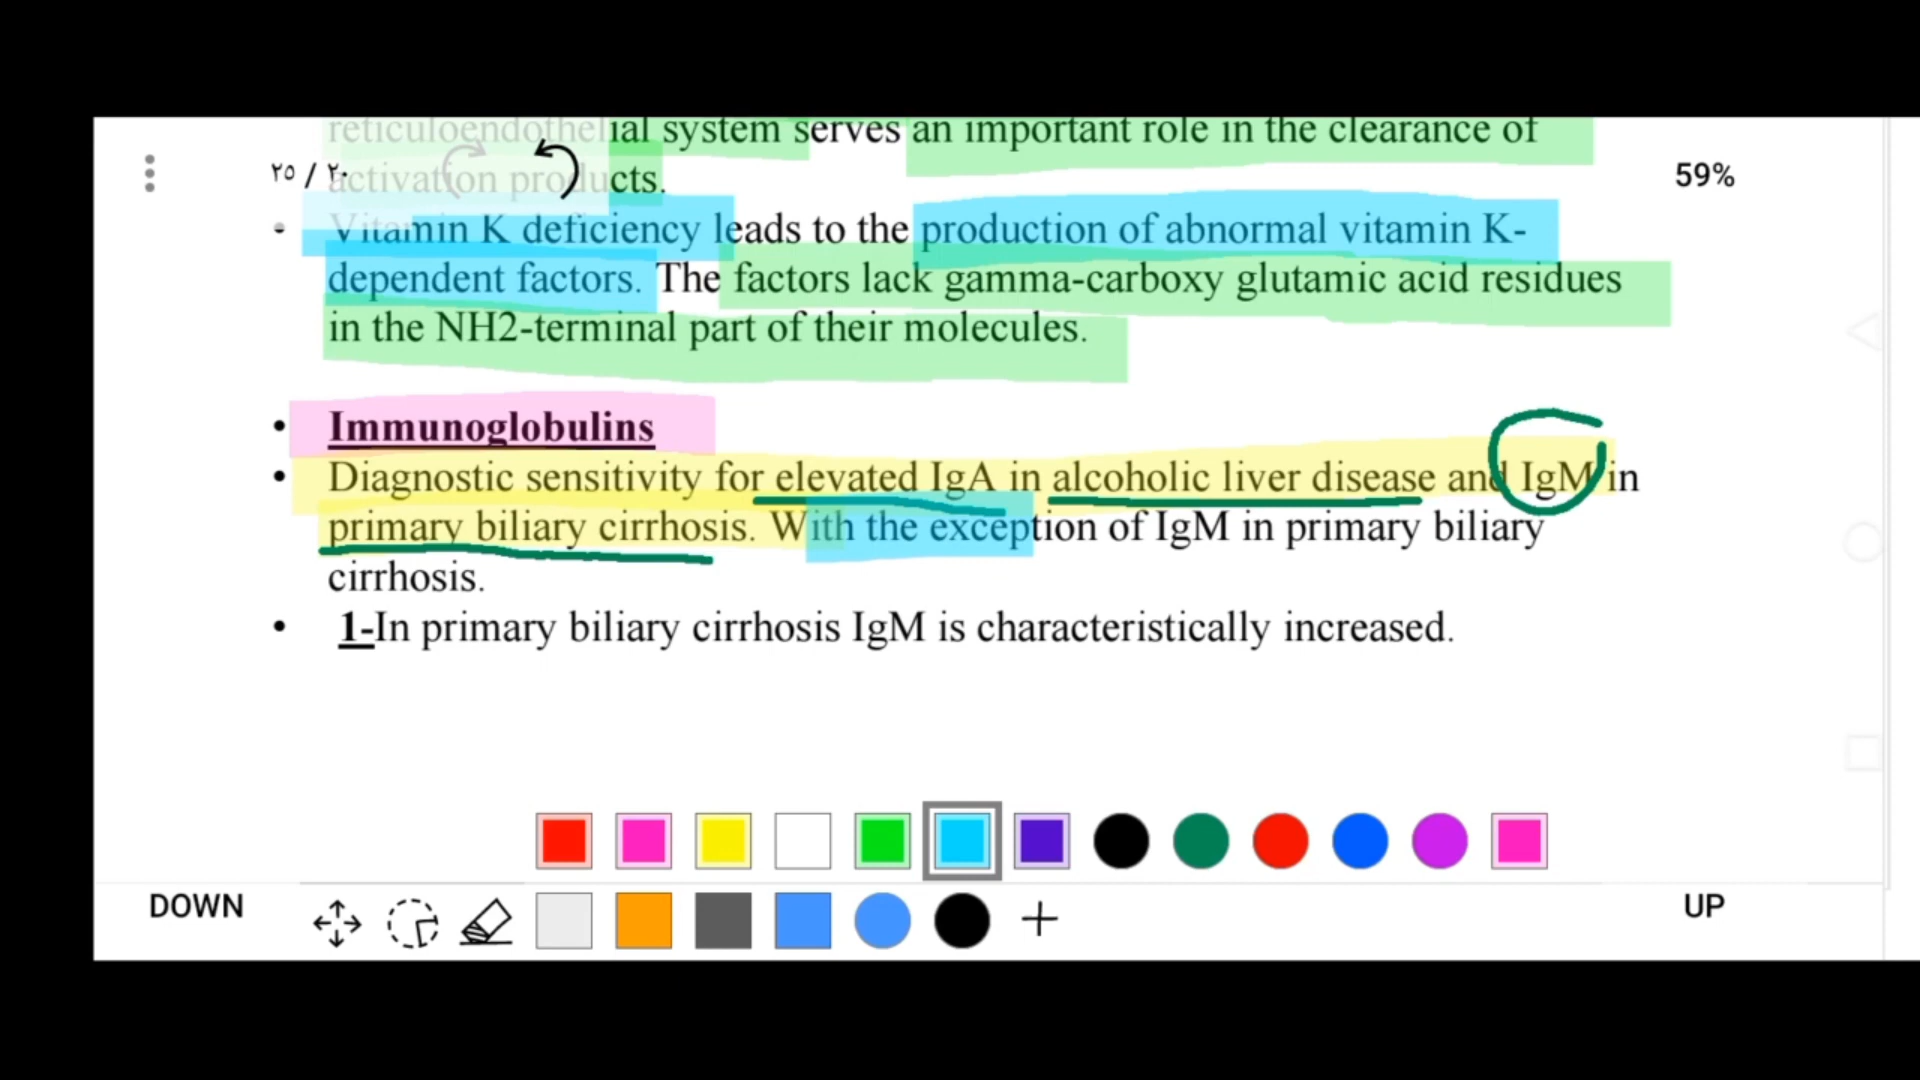 reticuloendothelial system serves an important role in the clearance of
٢٥ / ٢٠
59%
activation products.
• Vitamin K deficiency leads to the production of abnormal vitamin K-
dependent factors. The factors lack gamma-carboxy glutamic acid residues
in the NH2-terminal part of their molecules.
• Immunoglobulins
• Diagnostic sensitivity for elevated IgA in alcoholic liver disease and IgM in
primary biliary cirrhosis. With the exception of IgM in primary biliary
cirrhosis.
• 1-In primary biliary cirrhosis IgM is characteristically increased.
DOWN
UP